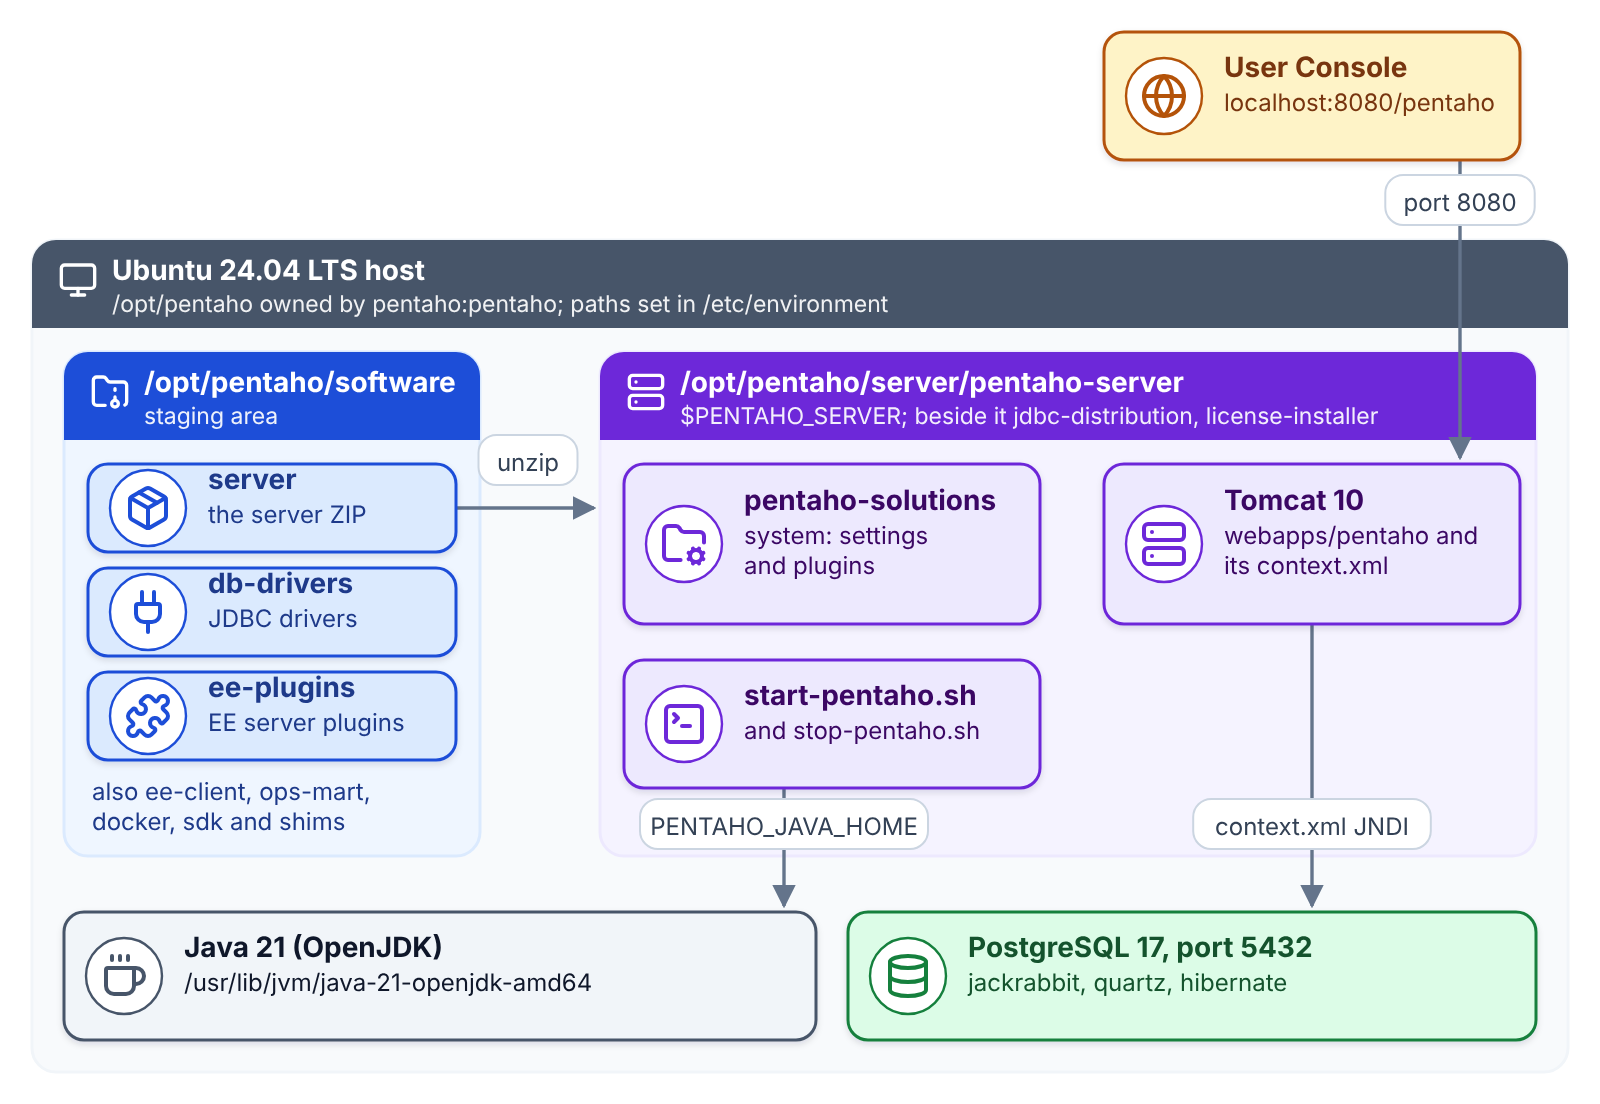 User Console
localhost:8080/pentaho
port 8080
Ubuntu 24.04 LTS host
/opt/pentaho owned by pentaho:pentaho; paths set in /etc/environment
/opt/pentaho/software
staging area
/opt/pentaho/server/pentaho-server
$PENTAHO_SERVER; beside it jdbc-distribution, license-installer
unzip
server
the server ZIP
db-drivers
JDBC drivers
ee-plugins
EE server plugins
also ee-client, ops-mart,
docker, sdk and shims
pentaho-solutions
system: settings
and plugins
Tomcat 10
webapps/pentaho and
its context.xml
start-pentaho.sh
and stop-pentaho.sh
PENTAHO_JAVA_HOME
context.xml JNDI
Java 21 (OpenJDK)
/usr/lib/jvm/java-21-openjdk-amd64
PostgreSQL 17, port 5432
jackrabbit, quartz, hibernate